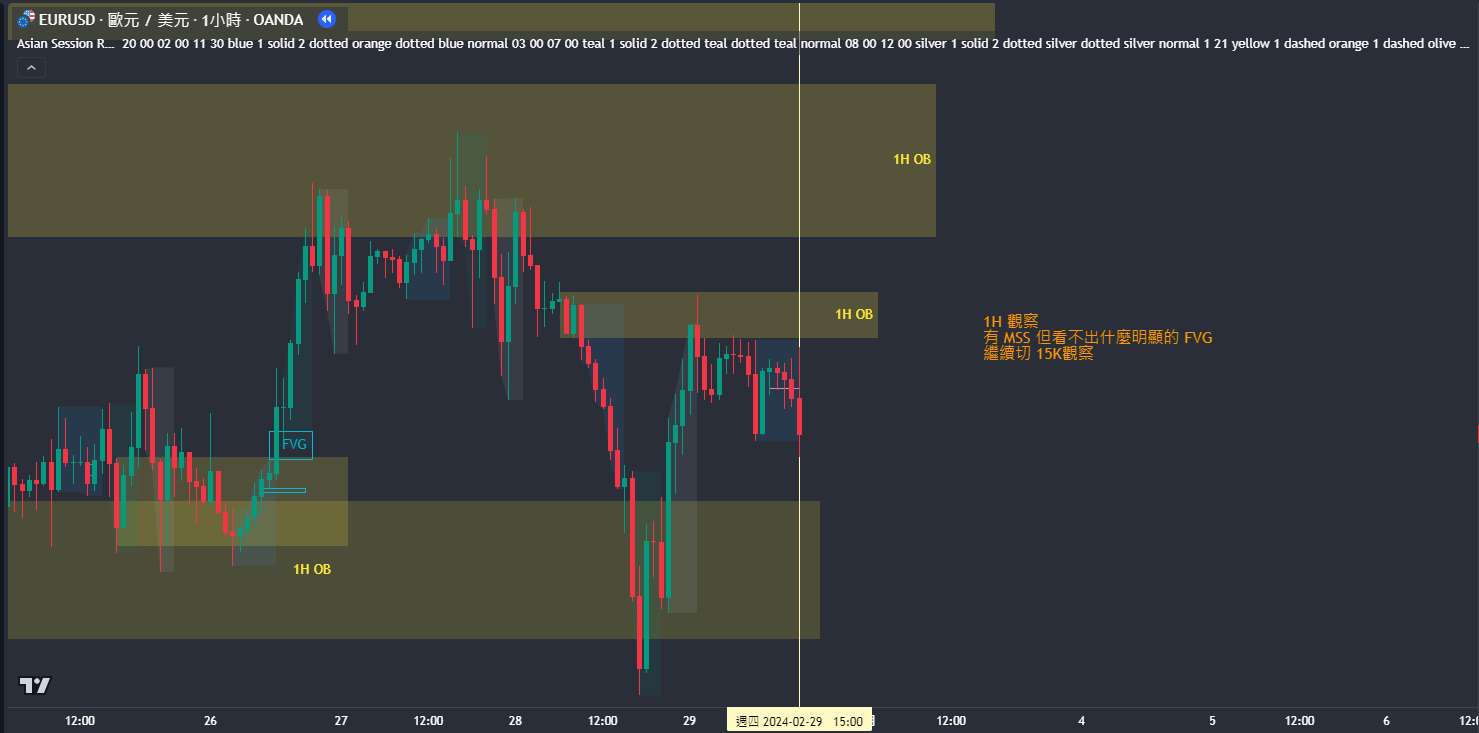 EURUSD · 歐元 / 美元 · 1小時 · OANDA
Asian Session R... 20 00 02 00 11 30 blue 1 solid 2 dotted orange dotted blue normal 03 00 07 00 teal 1 solid 2 dotted teal dotted teal normal 08 00 12 00 silver 1 solid 2 dotted silver dotted silver normal 1 21 yellow 1 dashed orange 1 dashed olive ...
1H OB
1H OB
1H 觀察
有 MSS 但看不出什麼明顯的 FVG
繼續切 15K觀察
FVG
1H OB
12:00 26 27 12:00 28 12:00 29 週四 2024-02-29 15:00 12:00 4 5 12:00 6